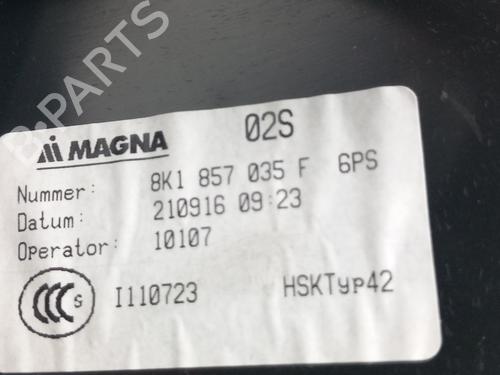 B-PARTS
MAGNA 02S
Nummer: 8K1 857 035 F 6PS
Datum: 210916 09:23
Operator: 10107
CCC S I110723 HSKTyp42